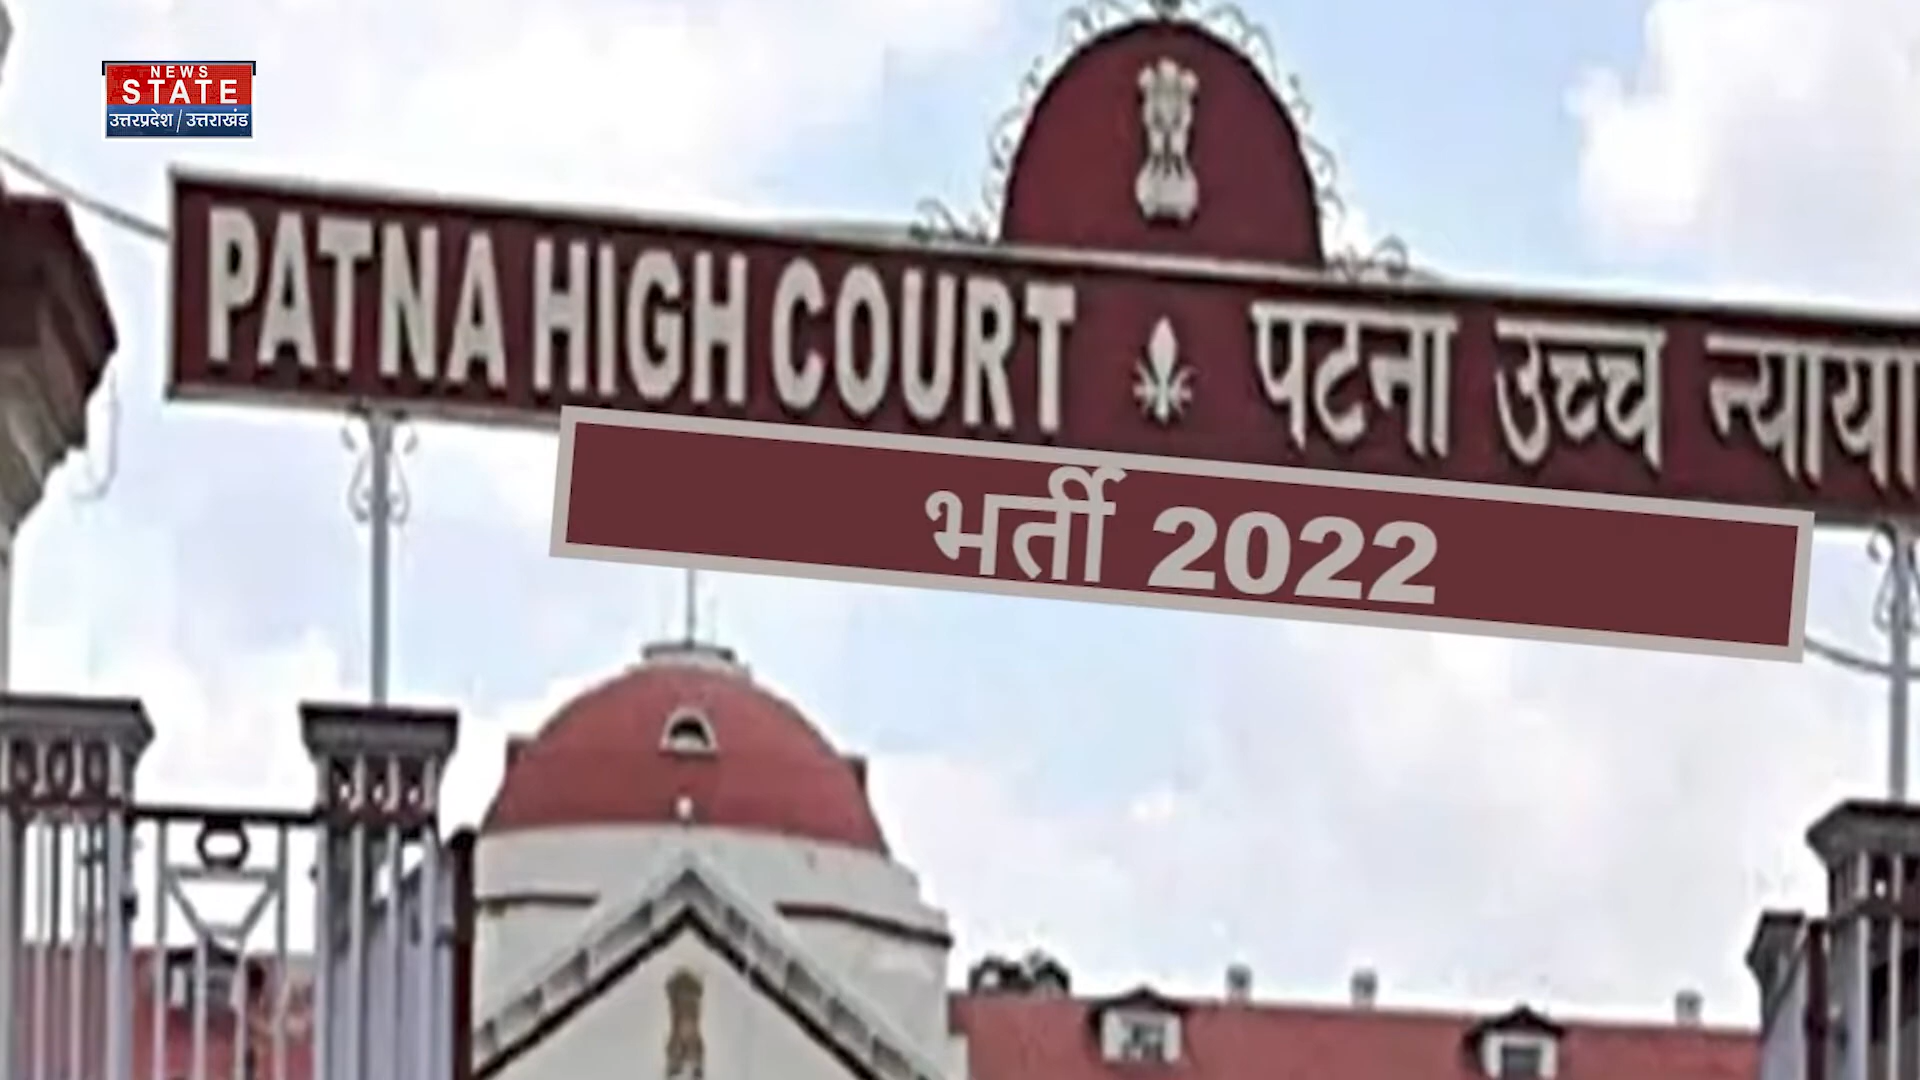 NEWS
STATE
उत्तरप्रदेश / उत्तराखंड
PATNA HIGH COURT पटना उच्च
भर्ती 2022